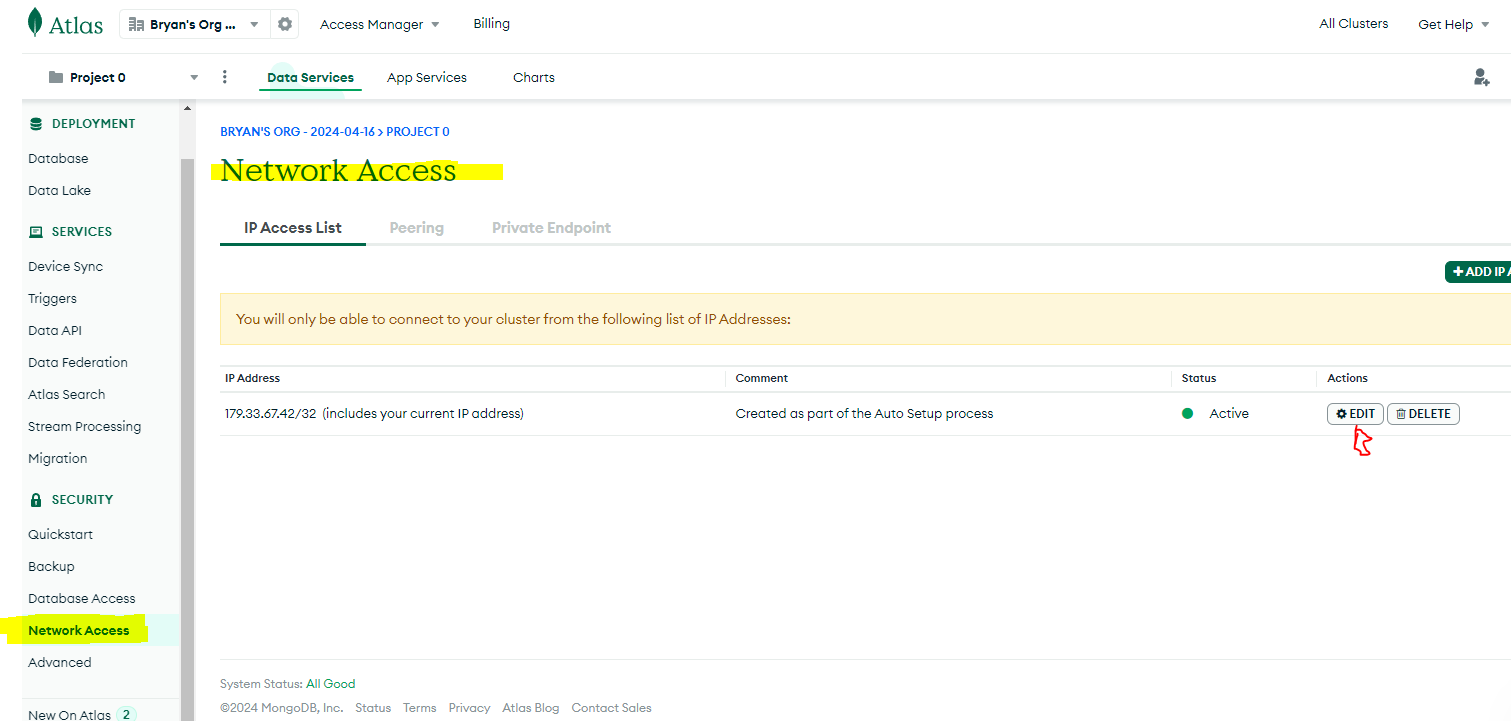 Atlas
Bryan's Org ...
Access Manager
Billing
All Clusters
Get Help
Project 0
Data Services
App Services
Charts
DEPLOYMENT
Database
Data Lake
SERVICES
Device Sync
Triggers
Data API
Data Federation
Atlas Search
Stream Processing
Migration
SECURITY
Quickstart
Backup
Database Access
Network Access
Advanced
New On Atlas 2
BRYAN'S ORG - 2024-04-16 > PROJECT 0
Network Access
IP Access List
Peering
Private Endpoint
+ ADD IP A
You will only be able to connect to your cluster from the following list of IP Addresses:
IP Address Comment Status Actions
179.33.67.42/32 (includes your current IP address) Created as part of the Auto Setup process Active EDIT DELETE
System Status: All Good
©2024 MongoDB, Inc. Status Terms Privacy Atlas Blog Contact Sales